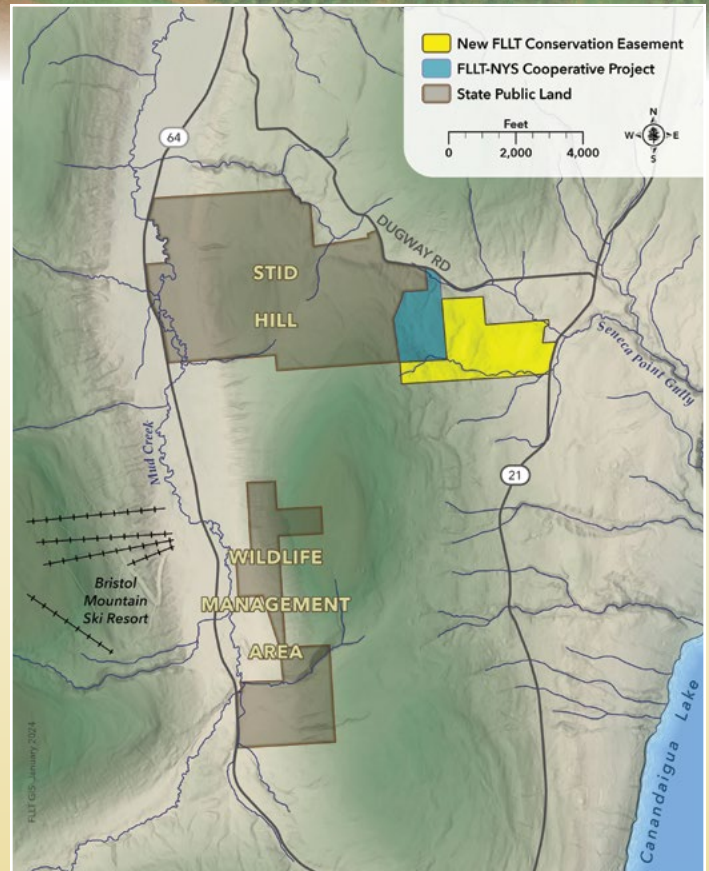 New FLLT Conservation Easement
FLLT-NYS Cooperative Project
State Public Land
Feet
0 2,000 4,000
N
W E
S
64
DUGWAY RD
STID
HILL
Seneca Point Gully
Mud Creek
21
WILDLIFE
MANAGEMENT
AREA
Bristol
Mountain
Ski Resort
Canandaigua Lake
FLLT GIS January 2024